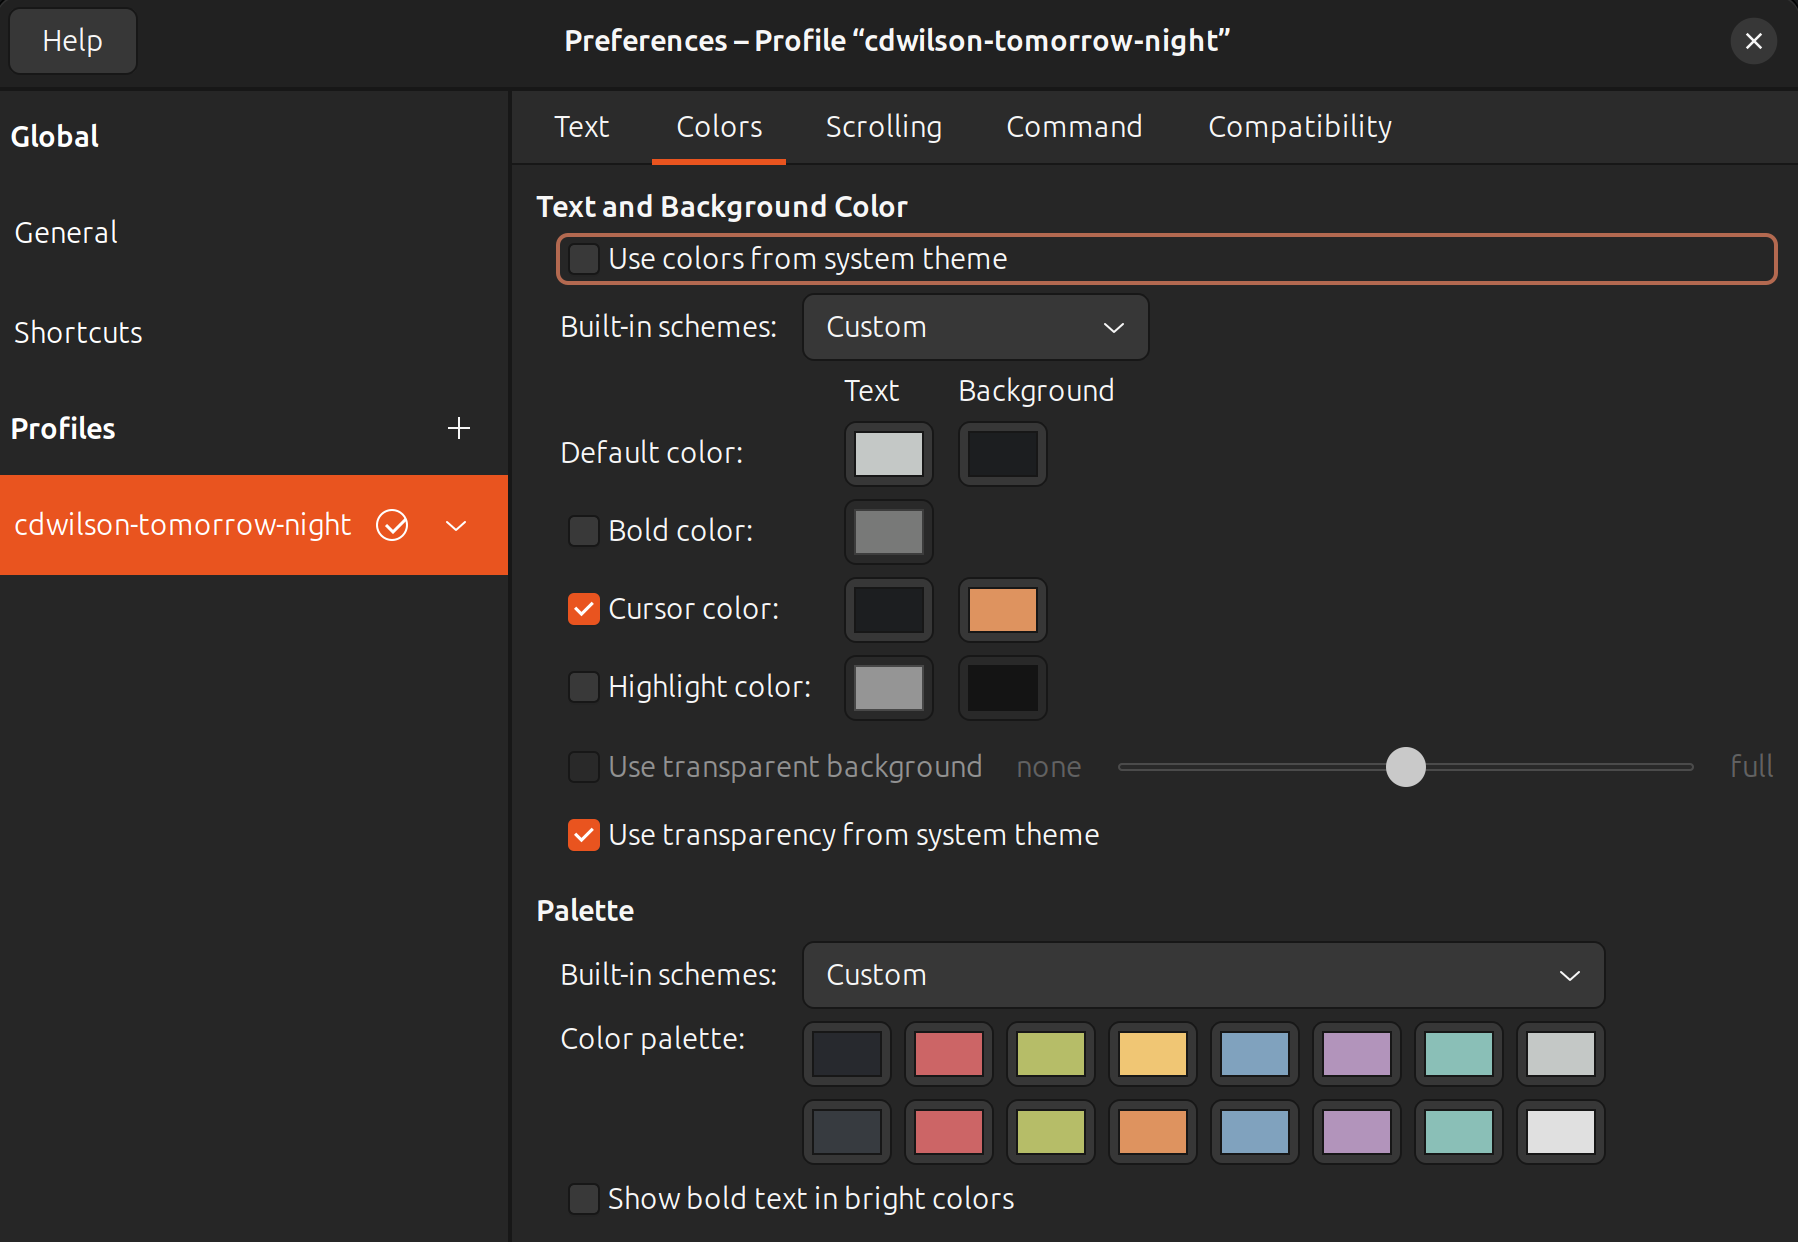 Help
Preferences – Profile “cdwilson-tomorrow-night”
Global
General
Shortcuts
Profiles
cdwilson-tomorrow-night
Text Colors Scrolling Command Compatibility
Text and Background Color
Use colors from system theme
Built-in schemes: Custom
Text Background
Default color:
Bold color:
Cursor color:
Highlight color:
Use transparent background none full
Use transparency from system theme
Palette
Built-in schemes: Custom
Color palette:
Show bold text in bright colors